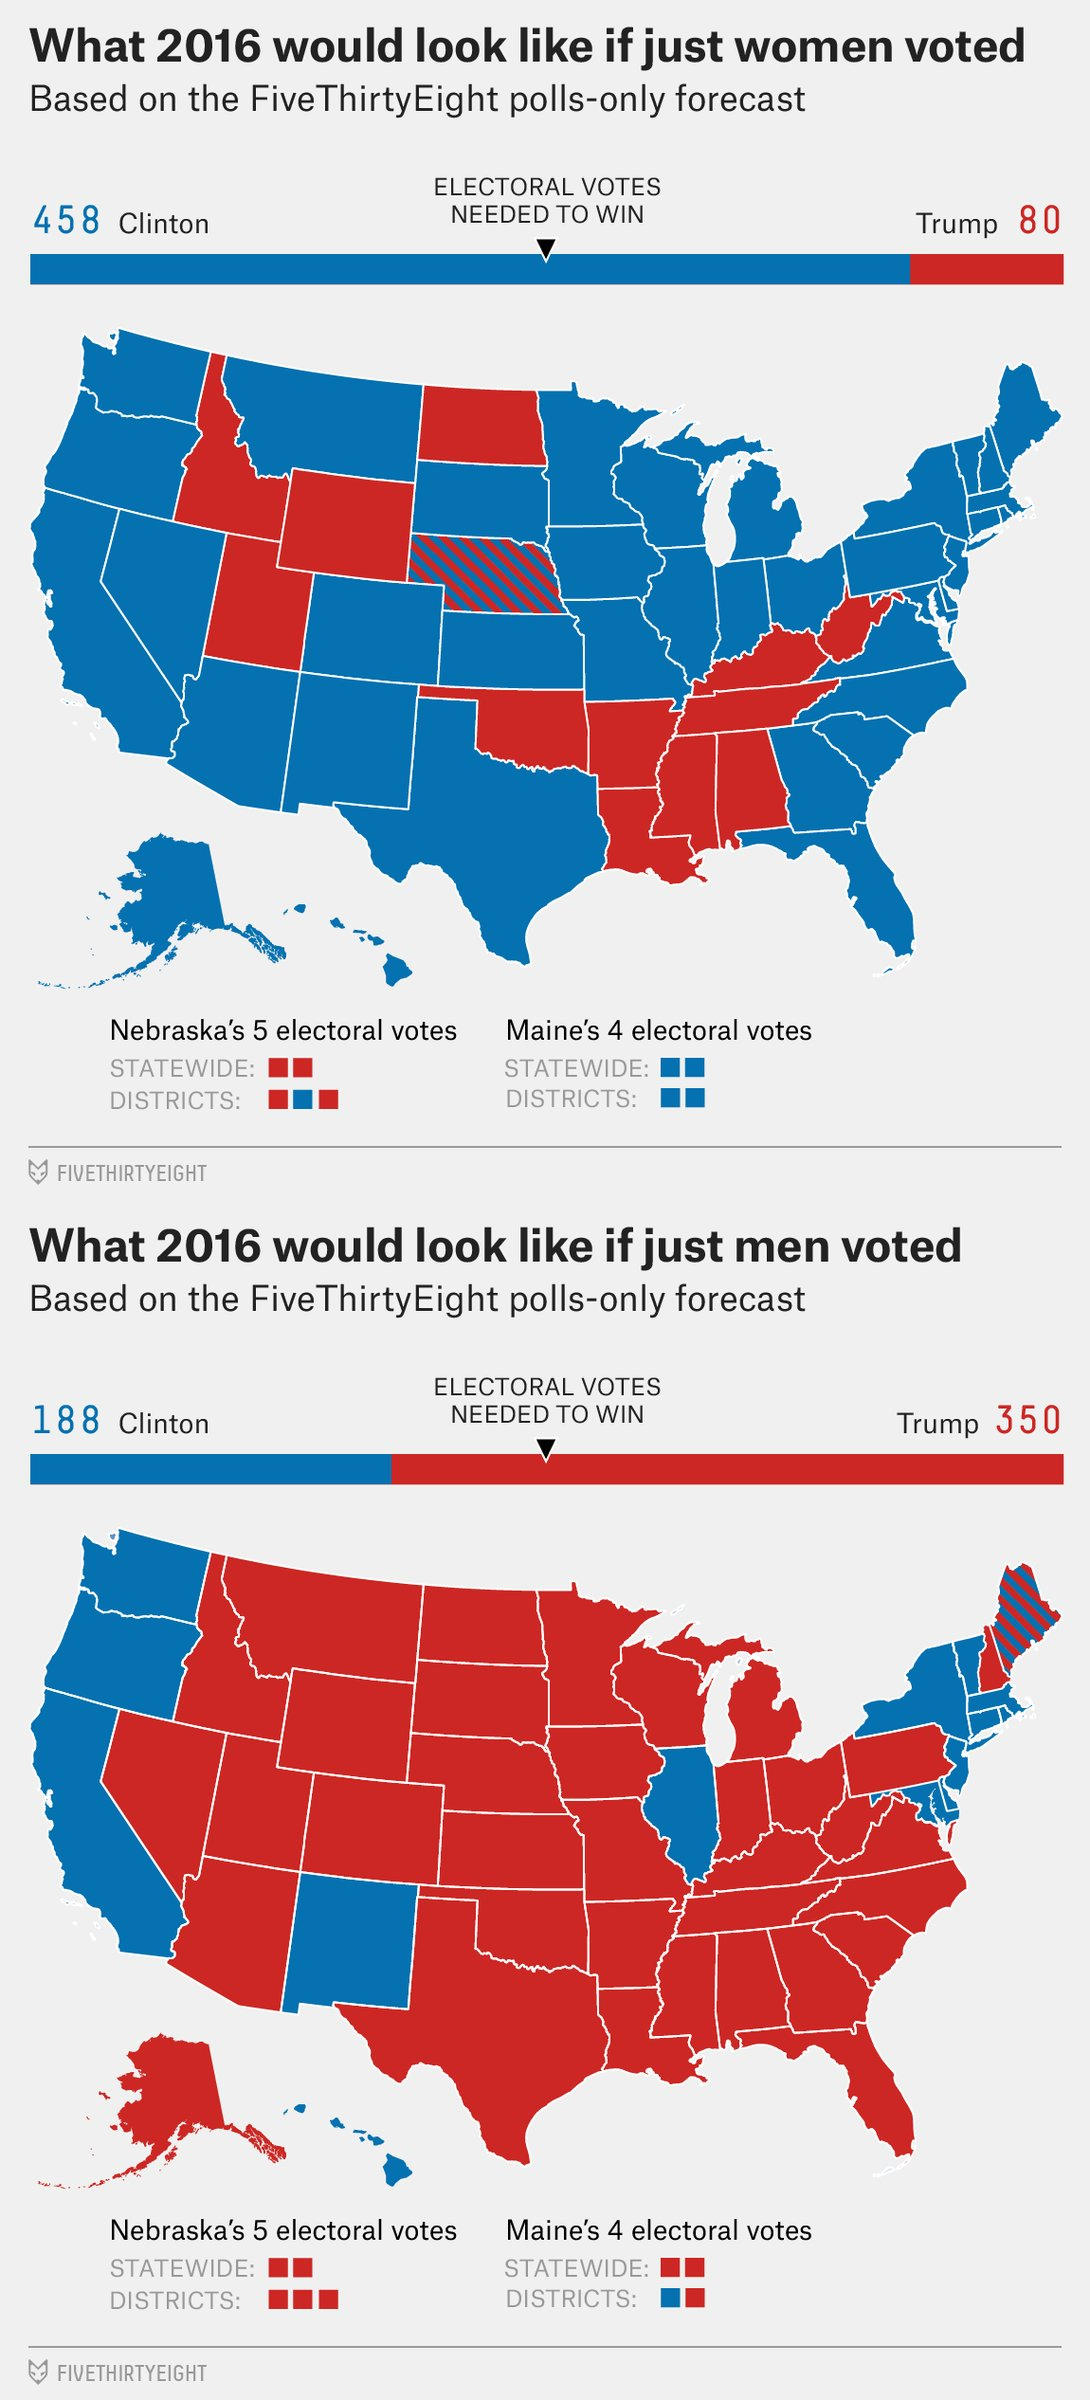 What 2016 would look like if just women voted
Based on the FiveThirtyEight polls-only forecast
ELECTORAL VOTES
NEEDED TO WIN
458 Clinton
Trump 80
Nebraska's 5 electoral votes
STATEWIDE:
DISTRICTS:
Maine's 4 electoral votes
STATEWIDE:
DISTRICTS:
FIVETHIRTYEIGHT
What 2016 would look like if just men voted
Based on the FiveThirtyEight polls-only forecast
ELECTORAL VOTES
NEEDED TO WIN
188 Clinton
Trump 350
Nebraska's 5 electoral votes
STATEWIDE:
DISTRICTS:
Maine's 4 electoral votes
STATEWIDE:
DISTRICTS:
FIVETHIRTYEIGHT